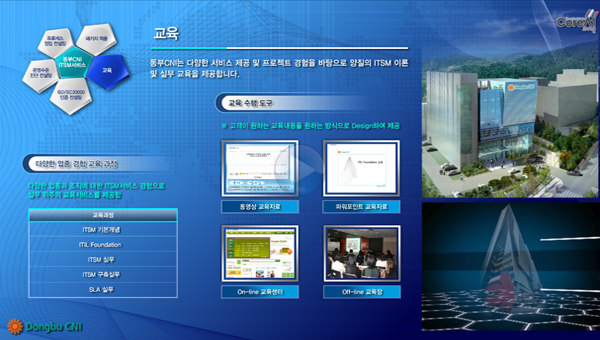 교육
프로세스
정립 컨설팅
패키지 적용
동부CNI
ITSM서비스
운영수준
진단 컨설팅
교육
ISO/IEC20000
인증 컨설팅
동부CNI는 다양한 서비스 제공 및 프로젝트 경험을 바탕으로 양질의 ITSM 이론
및 실무 교육을 제공합니다.
교육 수행 도구
※ 고객이 원하는 교육내용을 원하는 방식으로 Design하여 제공
동영상 교육자료
ITIL Foundation 교육
파워포인트 교육자료
On-line 교육센터
Off-line 교육장
다양한 업종 경험 교육 과정
다양한 업종과 조직에 대한 ITSM서비스 경험으로
실무 위주의 교육서비스를 제공함
교육과정
ITSM 기본개념
ITIL Foundation
ITSM 실무
ITSM 구축실무
SLA 실무
Dongbu CNI